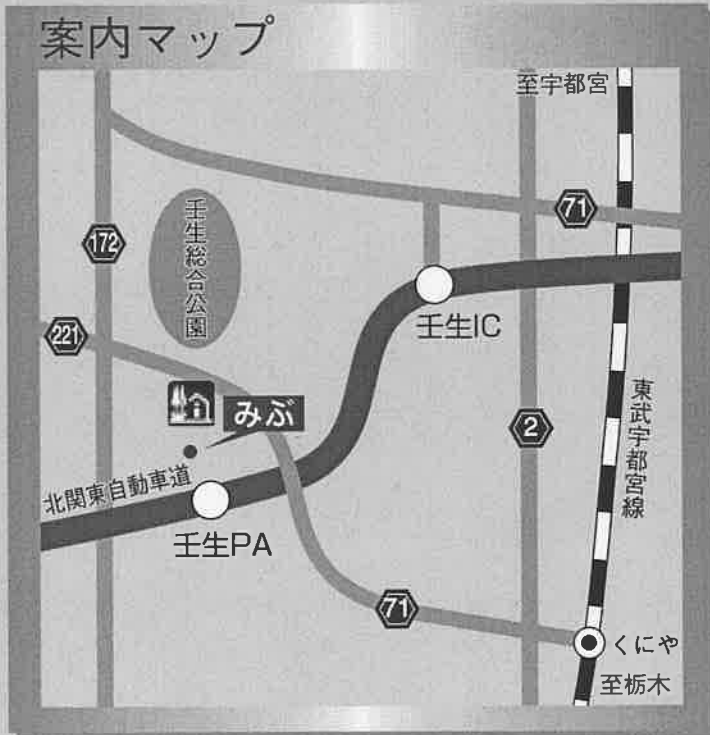 案内マップ
至宇都宮
71
172
壬生総合公園
壬生IC
221
みぶ
2
東武宇都宮線
北関東自動車道
壬生PA
71
くにや
至栃木